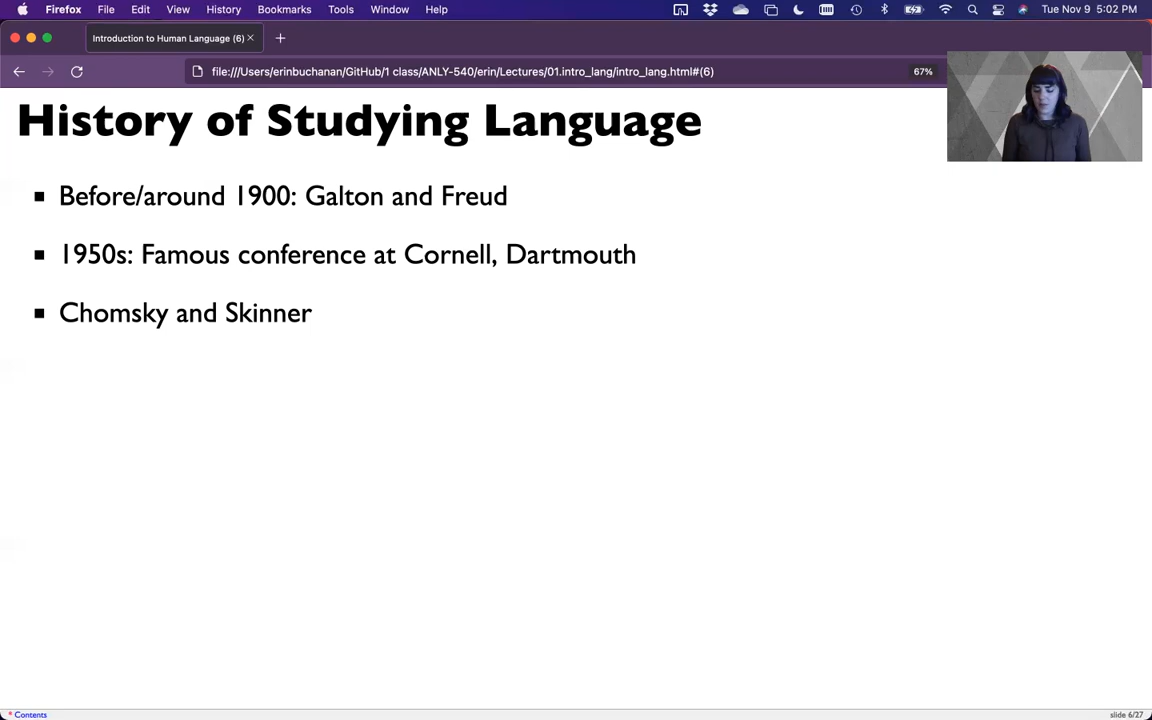 Firefox File Edit View History Bookmarks Tools Window Help Tue Nov 9 5:02 PM
Introduction to Human Language (6)
file:///Users/erinbuchanan/GitHub/1 class/ANLY-540/erin/Lectures/01.intro_lang/intro_lang.html#(6) 67%
History of Studying Language
Before/around 1900: Galton and Freud
1950s: Famous conference at Cornell, Dartmouth
Chomsky and Skinner
* Contents slide 6/27